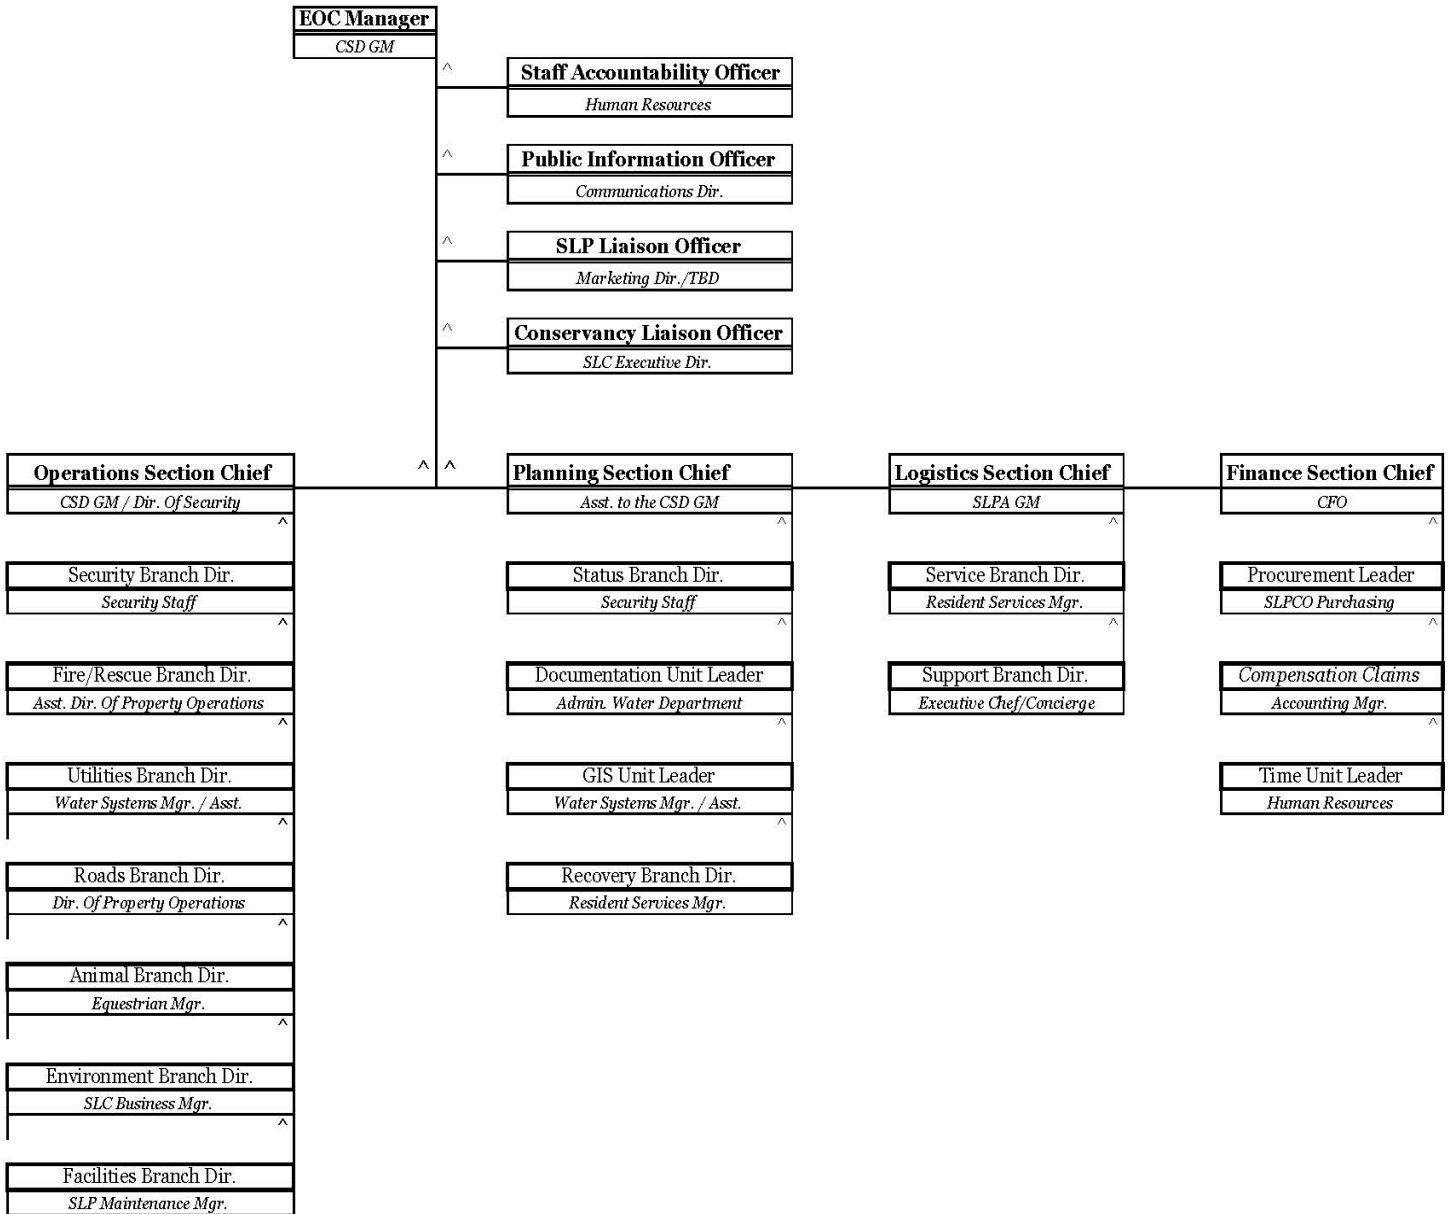 EOC Manager
CSD GM
^
Staff Accountability Officer
Human Resources
^
Public Information Officer
Communications Dir.
^
SLP Liaison Officer
Marketing Dir./TBD
^
Conservancy Liaison Officer
SLC Executive Dir.
^ ^
Operations Section Chief
CSD GM / Dir. Of Security
^
Security Branch Dir.
Security Staff
^
Fire/Rescue Branch Dir.
Asst. Dir. Of Property Operations
^
Utilities Branch Dir.
Water Systems Mgr. / Asst.
^
Roads Branch Dir.
Dir. Of Property Operations
^
Animal Branch Dir.
Equestrian Mgr.
^
Environment Branch Dir.
SLC Business Mgr.
^
Facilities Branch Dir.
SLP Maintenance Mgr.
Planning Section Chief
Asst. to the CSD GM
^
Status Branch Dir.
Security Staff
^
Documentation Unit Leader
Admin. Water Department
^
GIS Unit Leader
Water Systems Mgr. / Asst.
^
Recovery Branch Dir.
Resident Services Mgr.
Logistics Section Chief
SLPA GM
^
Service Branch Dir.
Resident Services Mgr.
^
Support Branch Dir.
Executive Chef/Concierge
Finance Section Chief
CFO
^
Procurement Leader
SLPCO Purchasing
^
Compensation Claims
Accounting Mgr.
^
Time Unit Leader
Human Resources